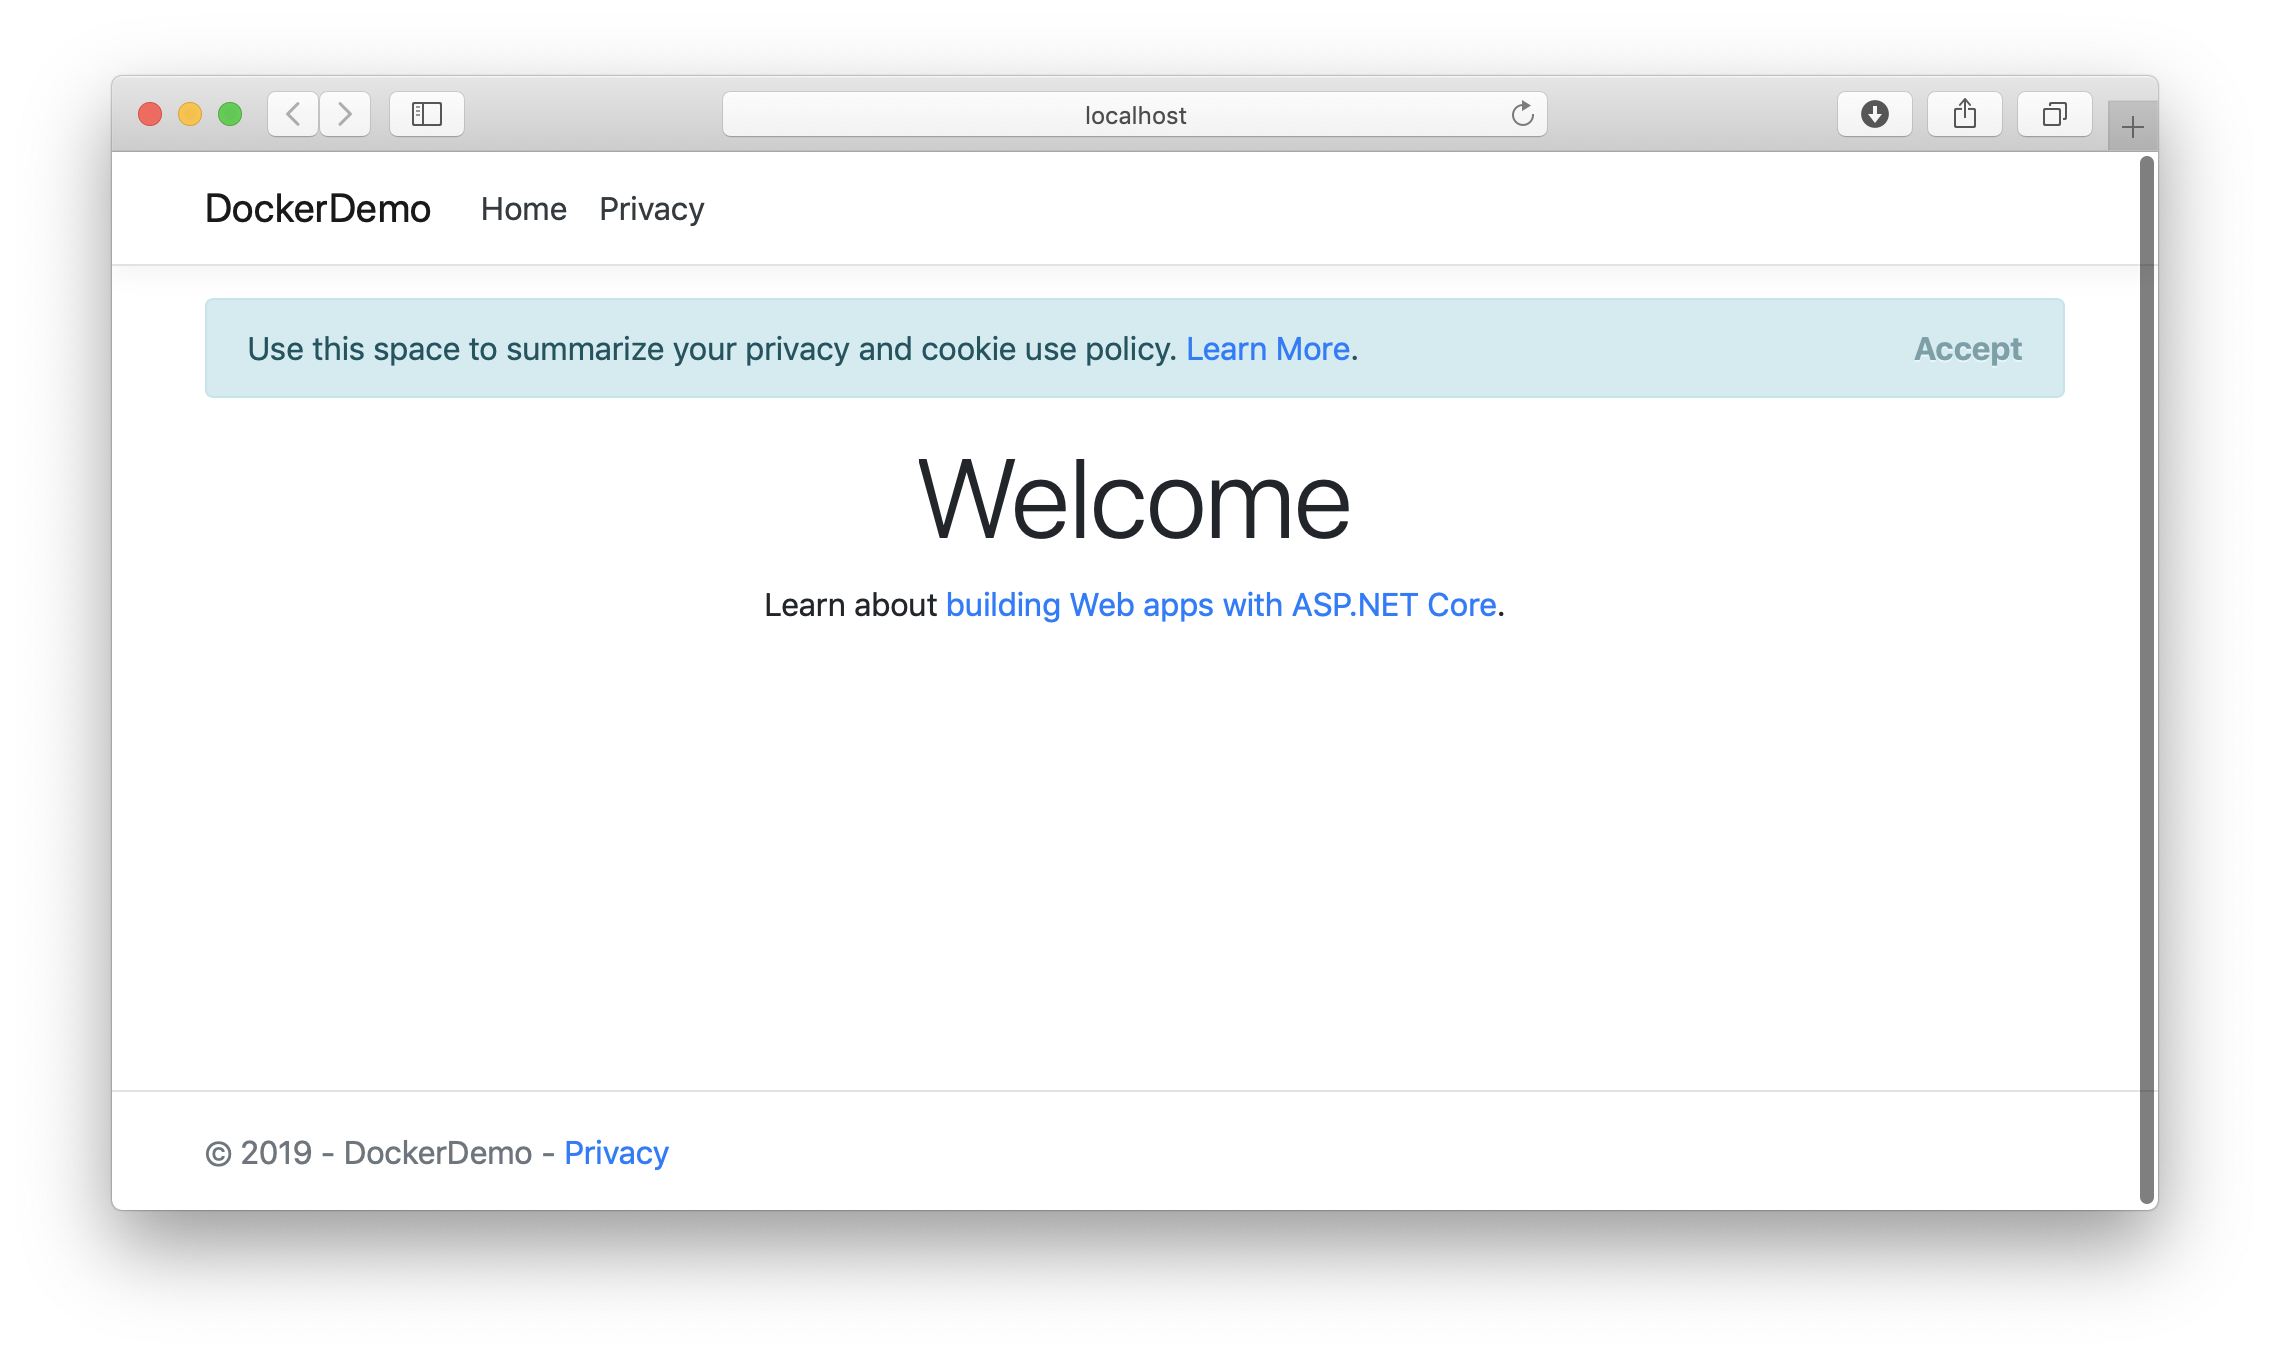 localhost
DockerDemo Home Privacy
Use this space to summarize your privacy and cookie use policy. Learn More. Accept
Welcome
Learn about building Web apps with ASP.NET Core.
© 2019 - DockerDemo - Privacy